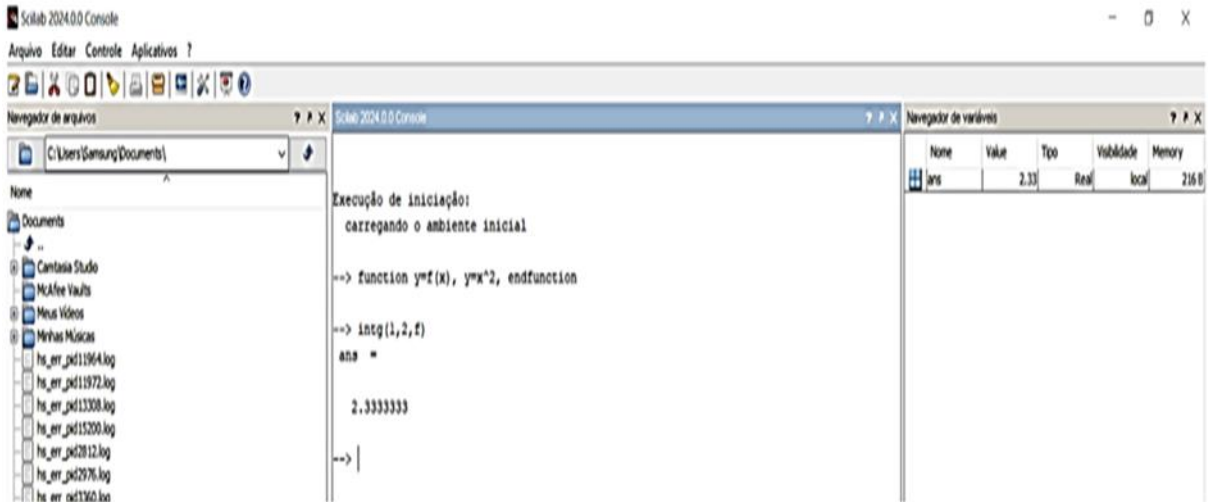 Scilab 2024.0.0 Console
Arquivo Editar Controle Aplicativos ?
Navegador de arquivos
C:\Users\Samsung\Documents\
Nome
Documents
..
Camtasia Studio
McAfee Vaults
Meus Vídeos
Minhas Músicas
hs_err_pid11964.log
hs_err_pid11972.log
hs_err_pid13308.log
hs_err_pid15200.log
hs_err_pid2812.log
hs_err_pid2976.log
hs_err_pid3360.log
Scilab 2024.0.0 Console
Execução de iniciação:
carregando o ambiente inicial
--> function y=f(x), y=x^2, endfunction
--> intg(1,2,f)
ans =
2.3333333
-->
Navegador de variáveis
Nome Value Tipo Visibilidade Memory
ans 2.33 Real local 216 B